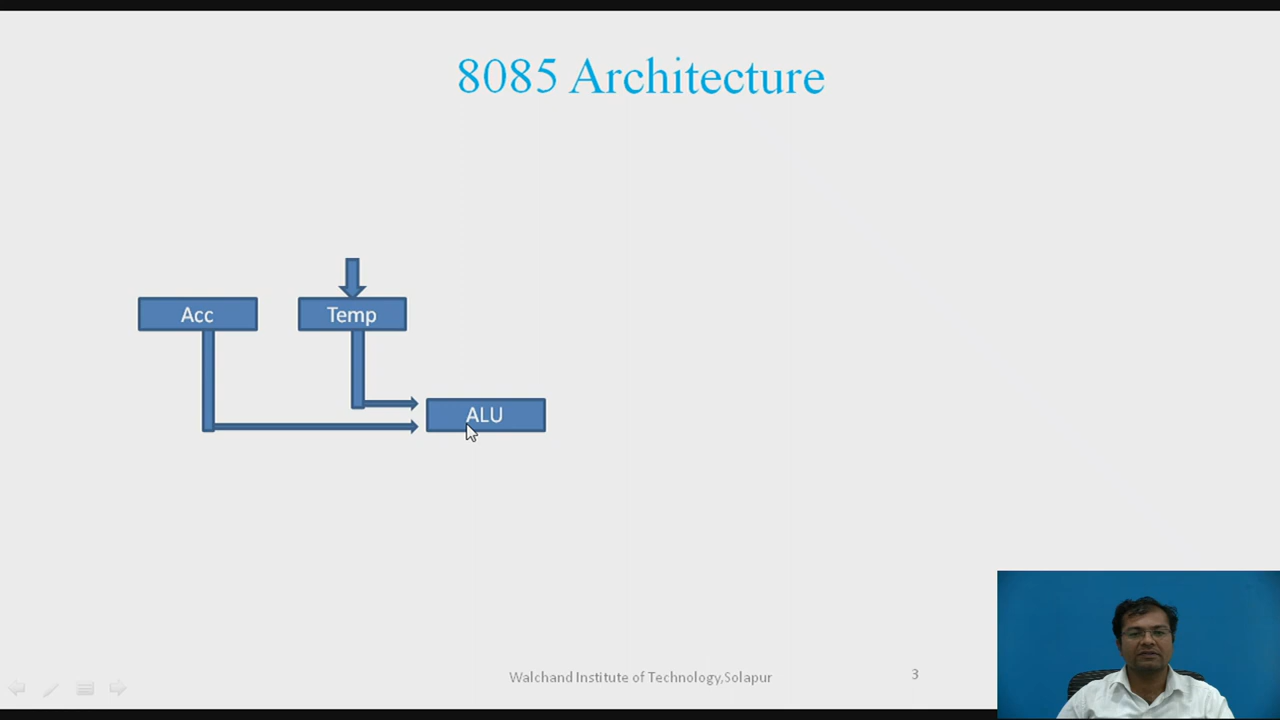 8085 Architecture
Acc
Temp
ALU
Walchand Institute of Technology,Solapur
3